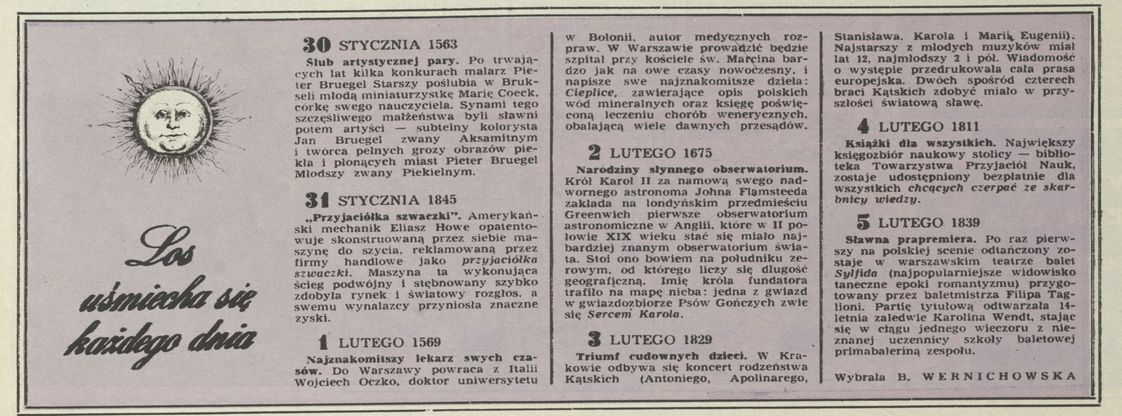 Los
uśmiecha się
każdego dnia
30 STYCZNIA 1563
Ślub artystycznej pary. Po trwają-
cych lat kilka konkurach malarz Pie-
ter Bruegel Starszy poślubia w Bruk-
seli młodą miniaturzystkę Marię Coeck,
córkę swego nauczyciela. Synami tego
szczęśliwego małżeństwa byli sławni
potem artyści — subtelny kolorysta
Jan Bruegel zwany Aksamitnym
i twórca pełnych grozy obrazów pie-
kła i płonących miast Pieter Bruegel
Młodszy zwany Piekielnym.
31 STYCZNIA 1845
„Przyjaciółka szwaczki". Amerykań-
ski mechanik Eliasz Howe opatento-
wuje skonstruowaną przez siebie ma-
szynę do szycia, reklamowaną przez
firmy handlowe jako przyjaciółka
szwaczki. Maszyna ta wykonująca
ścieg podwójny i stębnowany szybko
zdobyła rynek i światowy rozgłos, a
swemu wynalazcy przyniosła znaczne
zyski.
1 LUTEGO 1569
Najznakomitszy lekarz swych cza-
sów. Do Warszawy powraca z Italii
Wojciech Oczko, doktor uniwersytetu
w Bolonii, autor medycznych roz-
praw. W Warszawie prowadzić będzie
szpital przy kościele św. Marcina bar-
dzo jak na owe czasy nowoczesny, i
napisze swe najznakomitsze dzieła:
Cieplice, zawierające opis polskich
wód mineralnych oraz księgę poświę-
coną leczeniu chorób wenerycznych,
obalającą wiele dawnych przesądów.
2 LUTEGO 1675
Narodziny słynnego obserwatorium.
Król Karol II za namową swego nad-
wornego astronoma Johna Flamsteeda
zakłada na londyńskim przedmieściu
Greenwich pierwsze obserwatorium
astronomiczne w Anglii, które w II po-
łowie XIX wieku stać się miało naj-
bardziej znanym obserwatorium świa-
ta. Stoi ono bowiem na południku ze-
rowym, od którego liczy się długość
geograficzną. Imię króla fundatora
trafiło na mapę nieba: jedna z gwiazd
w gwiazdozbiorze Psów Gończych zwie
się Sercem Karola.
3 LUTEGO 1829
Triumf cudownych dzieci. W Kra-
kowie odbywa się koncert rodzeństwa
Kątskich (Antoniego, Apolinarego,
Stanisława, Karola i Marii Eugenii).
Najstarszy z młodych muzyków miał
lat 12, najmłodszy 2 i pół. Wiadomość
o występie przedrukowała cała prasa
europejska. Dwóch spośród czterech
braci Kątskich zdobyć miało w przy-
szłości światową sławę.
4 LUTEGO 1811
Książki dla wszystkich. Największy
księgozbiór naukowy stolicy — biblio-
teka Towarzystwa Przyjaciół Nauk,
zostaje udostępniony bezpłatnie dla
wszystkich chcących czerpać ze skar-
bnicy wiedzy.
5 LUTEGO 1839
Sławna prapremiera. Po raz pierw-
szy na polskiej scenie odtańczony zo-
staje w warszawskim teatrze balet
Sylfida (najpopularniejsze widowisko
taneczne epoki romantyzmu) przygo-
towany przez baletmistrza Filipa Tag-
lioni. Partię tytułową odtwarzała 14-
letnia zaledwie Karolina Wendt, stając
się w ciągu jednego wieczoru z nie-
znanej uczennicy szkoły baletowej
primabaleriną zespołu.
Wybrała B. WERNICHOWSKA